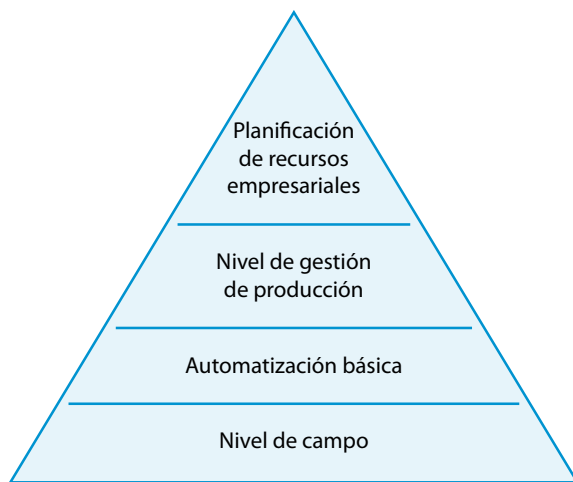 Planificación
de recursos
empresariales
Nivel de gestión
de producción
Automatización básica
Nivel de campo